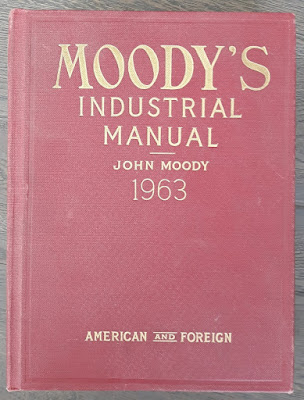 MOODY'S
INDUSTRIAL
MANUAL
JOHN MOODY
1963
AMERICAN AND FOREIGN